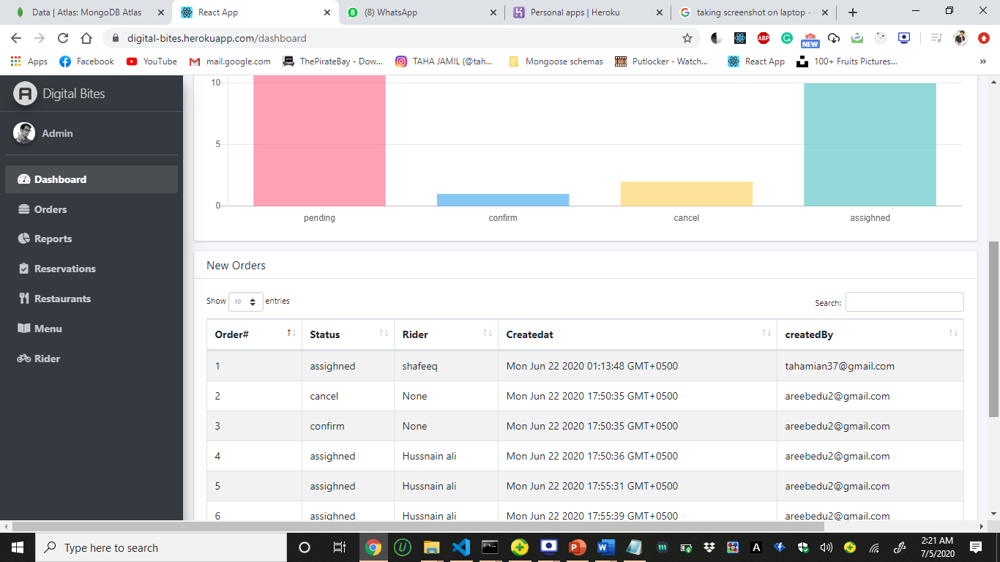 Data | Atlas: MongoDB Atlas
React App
(8) WhatsApp
Personal apps | Heroku
taking screenshot on laptop -
digital-bites.herokuapp.com/dashboard
ABP
NEW
Apps
Facebook
YouTube
mail.google.com
ThePirateBay - Dow...
TAHA JAMIL (@tah...
Mongoose schemas
Putlocker - Watch...
React App
100+ Fruits Pictures...
»
Digital Bites
Admin
Dashboard
Orders
Reports
Reservations
Restaurants
Menu
Rider
10
5
0
pending confirm cancel assighned
New Orders
Show 10 entries
Search:
Order# Status Rider Createdat createdBy
1 assighned shafeeq Mon Jun 22 2020 01:13:48 GMT+0500 tahamian37@gmail.com
2 cancel None Mon Jun 22 2020 17:50:35 GMT+0500 areebedu2@gmail.com
3 confirm None Mon Jun 22 2020 17:50:35 GMT+0500 areebedu2@gmail.com
4 assighned Hussnain ali Mon Jun 22 2020 17:50:36 GMT+0500 areebedu2@gmail.com
5 assighned Hussnain ali Mon Jun 22 2020 17:55:31 GMT+0500 areebedu2@gmail.com
6 assighned Hussnain ali Mon Jun 22 2020 17:55:39 GMT+0500 areebedu2@gmail.com
Type here to search
2:21 AM
7/5/2020